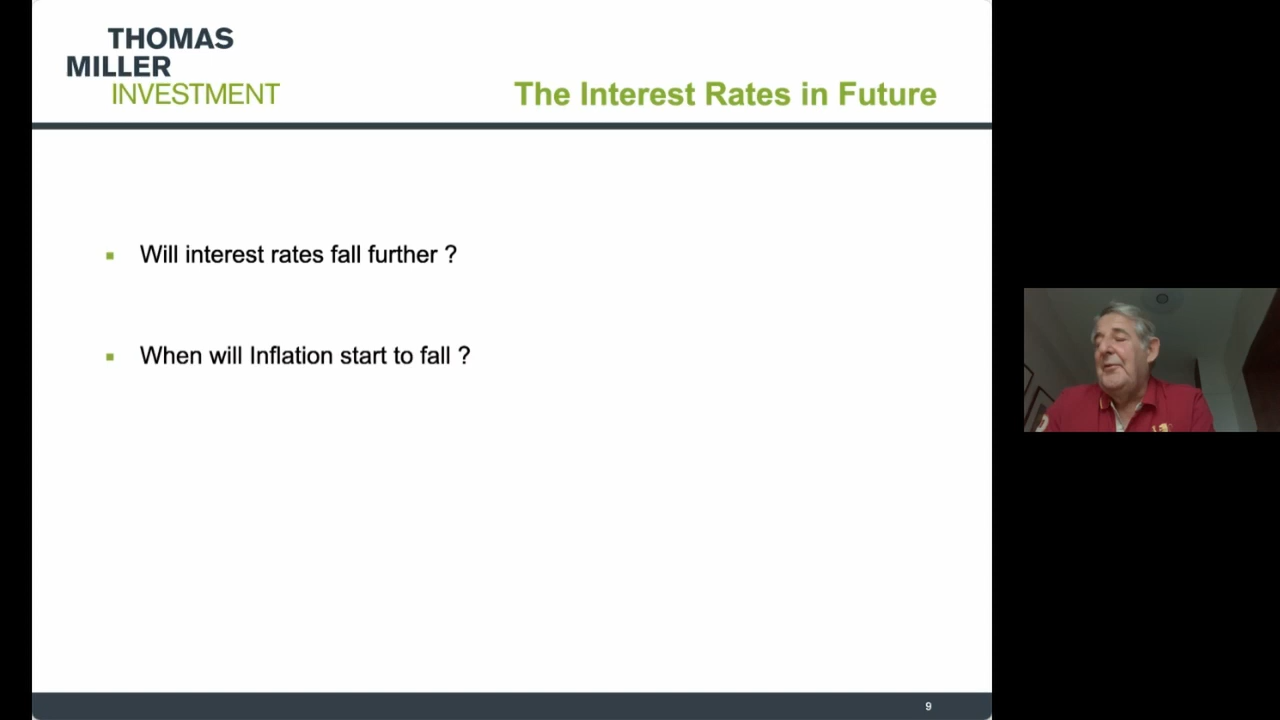 THOMAS
MILLER
INVESTMENT
The Interest Rates in Future
Will interest rates fall further ?
When will Inflation start to fall ?
9